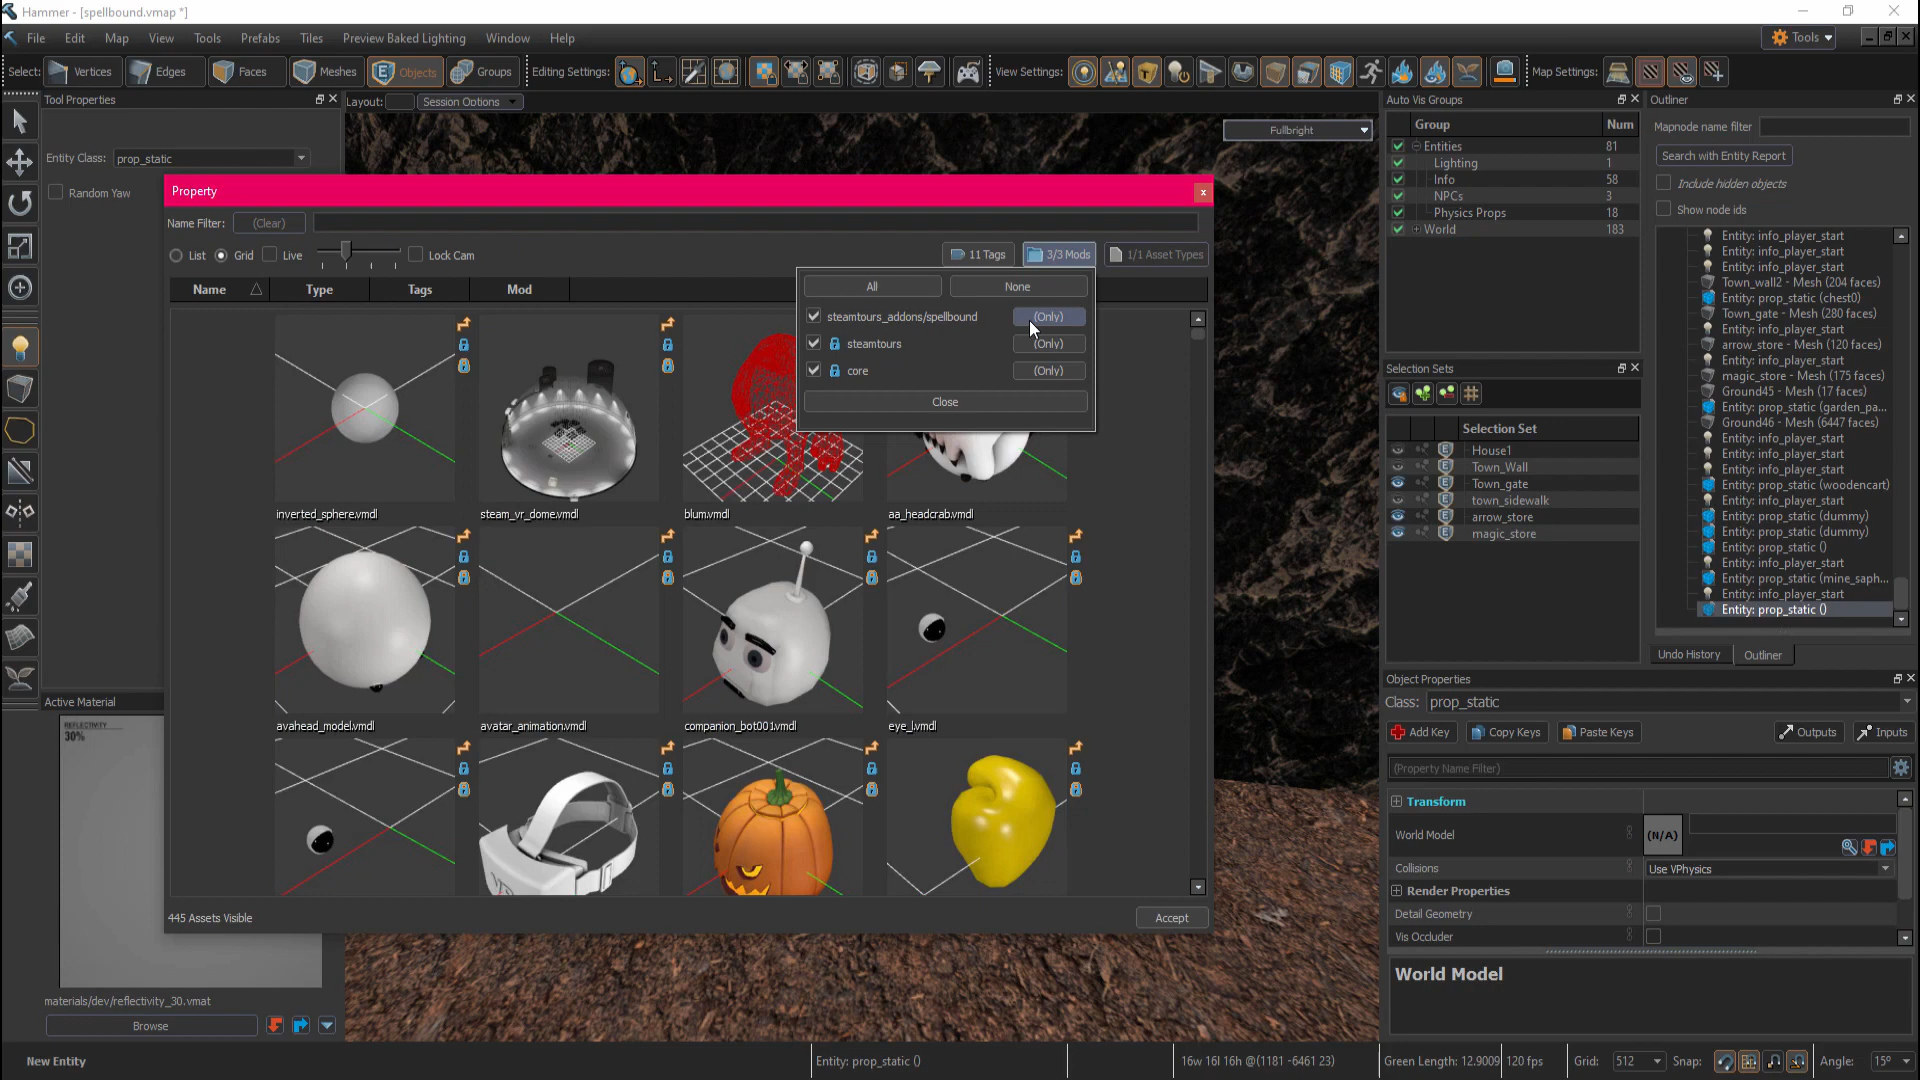 Hammer - [spellbound.vmap *]
File Edit Map View Tools Prefabs Tiles Preview Baked Lighting Window Help Tools
Select: Vertices Edges Faces Meshes Objects Groups Editing Settings: View Settings: Map Settings:
Tool Properties
Layout: Session Options
Entity Class: prop_static
Random Yaw
Fullbright
Property
Name Filter: (Clear)
List Grid Live Lock Cam 11 Tags 3/3 Mods 1/1 Asset Types
Name Type Tags Mod
All None
steamtours_addons/spellbound (Only)
steamtours (Only)
core (Only)
Close
inverted_sphere.vmdl steam_vr_dome.vmdl blum.vmdl aa_headcrab.vmdl
avahead_model.vmdl avatar_animation.vmdl companion_bot001.vmdl eye_l.vmdl
445 Assets Visible
Accept
Active Material
REFLECTIVITY
30%
materials/dev/reflectivity_30.vmat
Browse
Auto Vis Groups
Group Num
Entities 81
Lighting 1
Info 58
NPCs 3
Physics Props 18
World 183
Selection Sets
Selection Set
House1
Town_Wall
Town_gate
town_sidewalk
arrow_store
magic_store
Outliner
Mapnode name filter
Search with Entity Report
Include hidden objects
Show node ids
Entity: info_player_start
Entity: info_player_start
Entity: info_player_start
Town_wall2 - Mesh (204 faces)
Entity: prop_static (chest0)
Town_gate - Mesh (280 faces)
Entity: info_player_start
arrow_store - Mesh (120 faces)
Entity: info_player_start
magic_store - Mesh (175 faces)
Ground45 - Mesh (17 faces)
Entity: prop_static (garden_pa...
Ground46 - Mesh (6447 faces)
Entity: info_player_start
Entity: info_player_start
Entity: info_player_start
Entity: prop_static (woodencart)
Entity: info_player_start
Entity: prop_static (dummy)
Entity: prop_static (dummy)
Entity: prop_static ()
Entity: info_player_start
Entity: prop_static (mine_saph...
Entity: info_player_start
Entity: prop_static ()
Undo History Outliner
Object Properties
Class: prop_static
Add Key Copy Keys Paste Keys Outputs Inputs
(Property Name Filter)
Transform
World Model (N/A)
Collisions Use VPhysics
Render Properties
Detail Geometry
Vis Occluder
World Model
New Entity Entity: prop_static () 16w 16l 16h @(1181 -6461 23) Green Length: 12.9009 120 fps Grid: 512 Snap: Angle: 15º